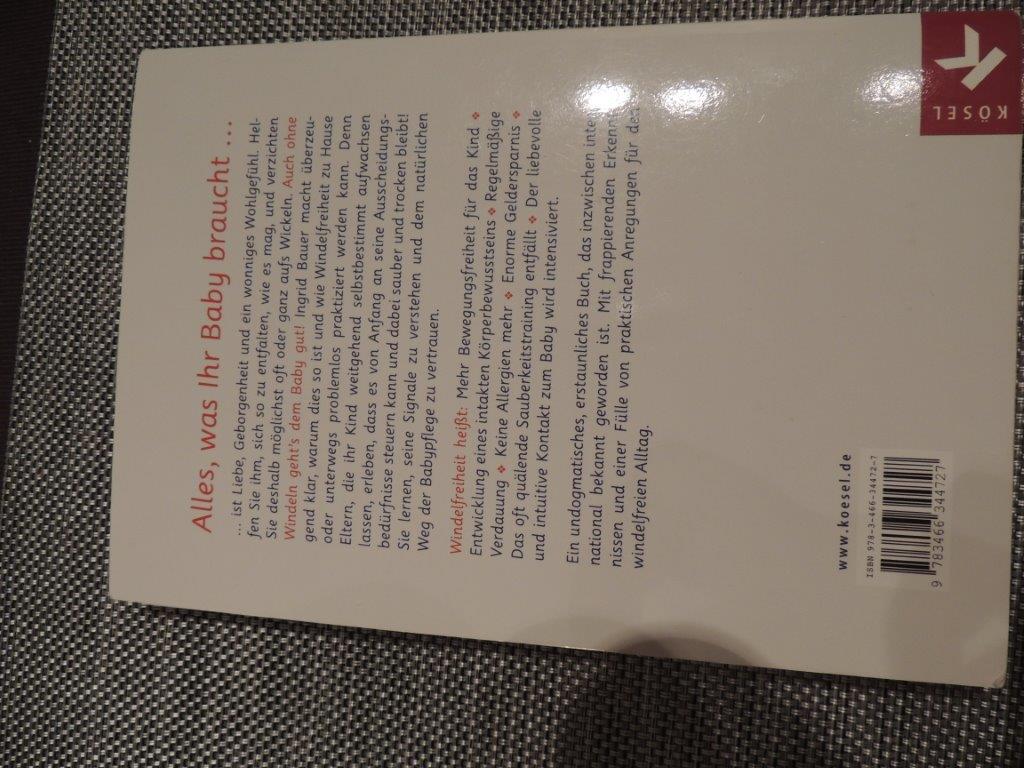 Alles, was Ihr Baby braucht ...
... ist Liebe, Geborgenheit und ein wonniges Wohlgefühl. Hel-
fen Sie ihm, sich so zu entfalten, wie es mag, und verzichten
Sie deshalb möglichst oft oder ganz aufs Wickeln. Auch ohne
Windeln geht's dem Baby gut! Ingrid Bauer macht überzeu-
gend klar, warum dies so ist und wie Windelfreiheit zu Hause
oder unterwegs problemlos praktiziert werden kann. Denn
Eltern, die ihr Kind weitgehend selbstbestimmt aufwachsen
lassen, erleben, dass es von Anfang an seine Ausscheidungs-
bedürfnisse steuern kann und dabei sauber und trocken bleibt!
Sie lernen, seine Signale zu verstehen und dem natürlichen
Weg der Babypflege zu vertrauen.
Windelfreiheit heißt: Mehr Bewegungsfreiheit für das Kind ❖
Entwicklung eines intakten Körperbewusstseins ❖ Regelmäßige
Verdauung ❖ Keine Allergien mehr ❖ Enorme Geldersparnis ❖
Das oft quälende Sauberkeitstraining entfällt ❖ Der liebevolle
und intuitive Kontakt zum Baby wird intensiviert.
Ein undogmatisches, erstaunliches Buch, das inzwischen inter-
national bekannt geworden ist. Mit frappierenden Erkennt-
nissen und einer Fülle von praktischen Anregungen für den
windelfreien Alltag.
www.koesel.de
ISBN 978-3-466-34472-7
9 783466 344727
KÖSEL